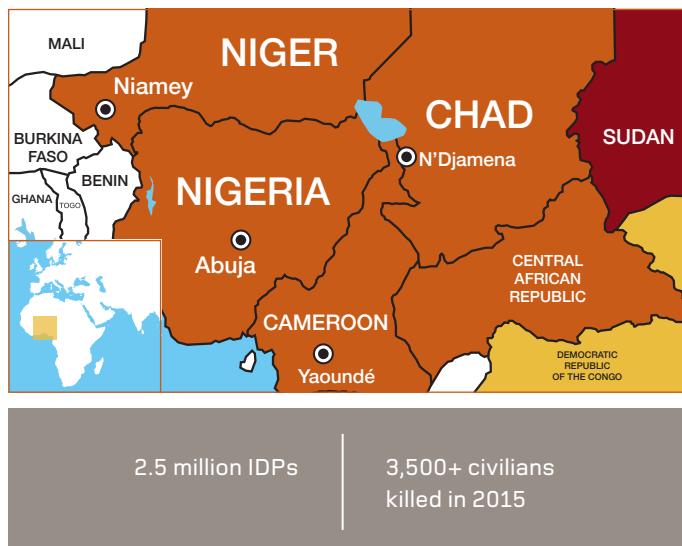 MALI
NIGER
Niamey
CHAD
SUDAN
BURKINA
FASO
N'Djamena
BENIN
NIGERIA
GHANA
TOGO
Abuja
CENTRAL
AFRICAN
REPUBLIC
CAMEROON
DEMOCRATIC
REPUBLIC
OF THE CONGO
Yaoundé
2.5 million IDPs
3,500+ civilians
killed in 2015